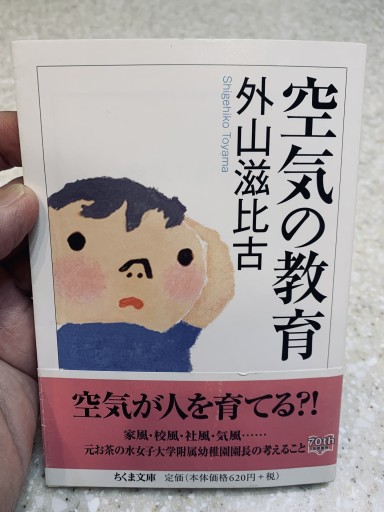 空気の教育
外山滋比古
Shigehiko Toyama
空気が人を育てる?!
家風・校風・社風・気風……
元お茶の水女子大学附属幼稚園園長の考えること
70th
ちくま文庫 定価(本体価格620円+税)